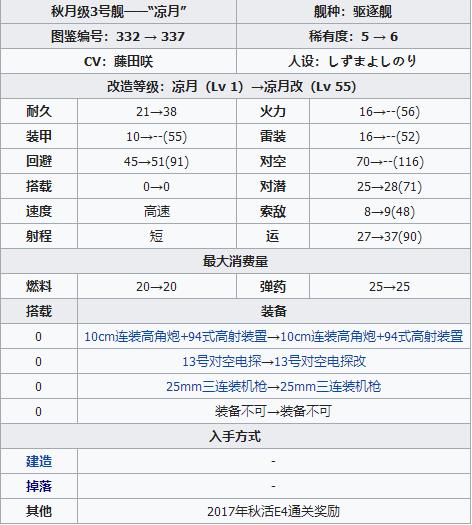 秋月级3号舰——“凉月” 舰种：驱逐舰
图鉴编号：332 → 337 稀有度：5 → 6
CV：藤田咲 人设：しずまよしのり
改造等级：凉月（Lv 1）→凉月改（Lv 55）
耐久 21→38 火力 16→--(56)
装甲 10→--(55) 雷装 16→--(52)
回避 45→51(91) 对空 70→--(116)
搭载 0→0 对潜 25→28(71)
速度 高速 索敌 8→9(48)
射程 短 运 27→37(90)
最大消费量
燃料 20→20 弹药 25→25
搭载 装备
0 10cm连装高角炮+94式高射装置→10cm连装高角炮+94式高射装置
0 13号对空电探→13号对空电探改
0 25mm三连装机枪→25mm三连装机枪
0 装备不可→装备不可
入手方式
建造 -
掉落 -
其他 2017年秋活E4通关奖励